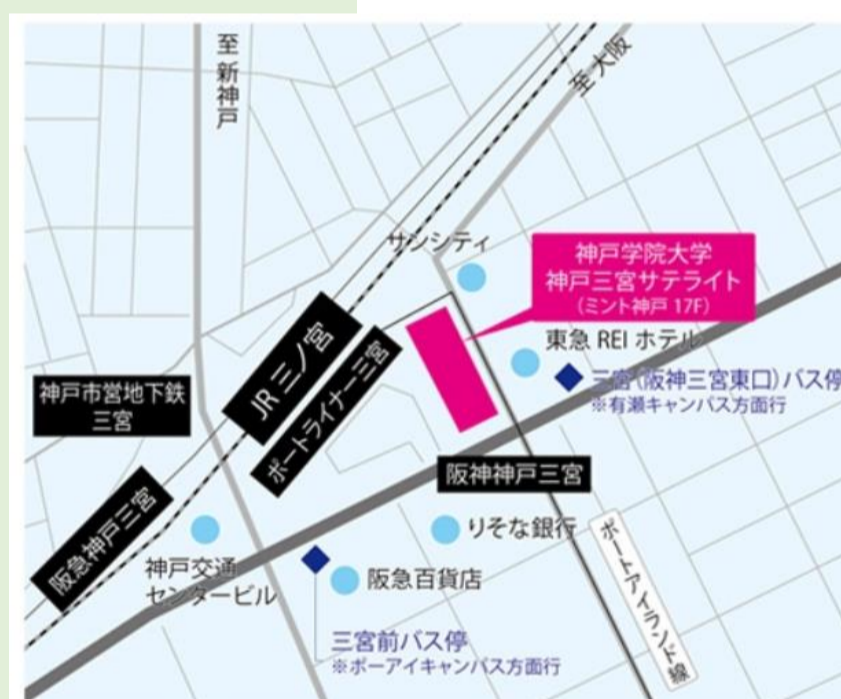 至 新神戸
至 大阪
サンシティ
神戸学院大学
神戸三宮サテライト
(ミント神戸 17F)
東急 REI ホテル
三宮(阪神三宮東口)バス停
※有瀬キャンパス方面行
JR 三ノ宮
ポートライナー三宮
神戸市営地下鉄
三宮
阪神神戸三宮
阪急神戸三宮
りそな銀行
神戸交通
センタービル
阪急百貨店
ポートアイランド線
三宮前バス停
※ポーアイキャンパス方面行